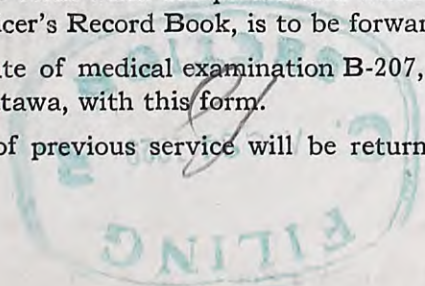 cer's Record Book, is to be forwar
te of medical examination B-207,
tawa, with this form.
of previous service will be return
FILING